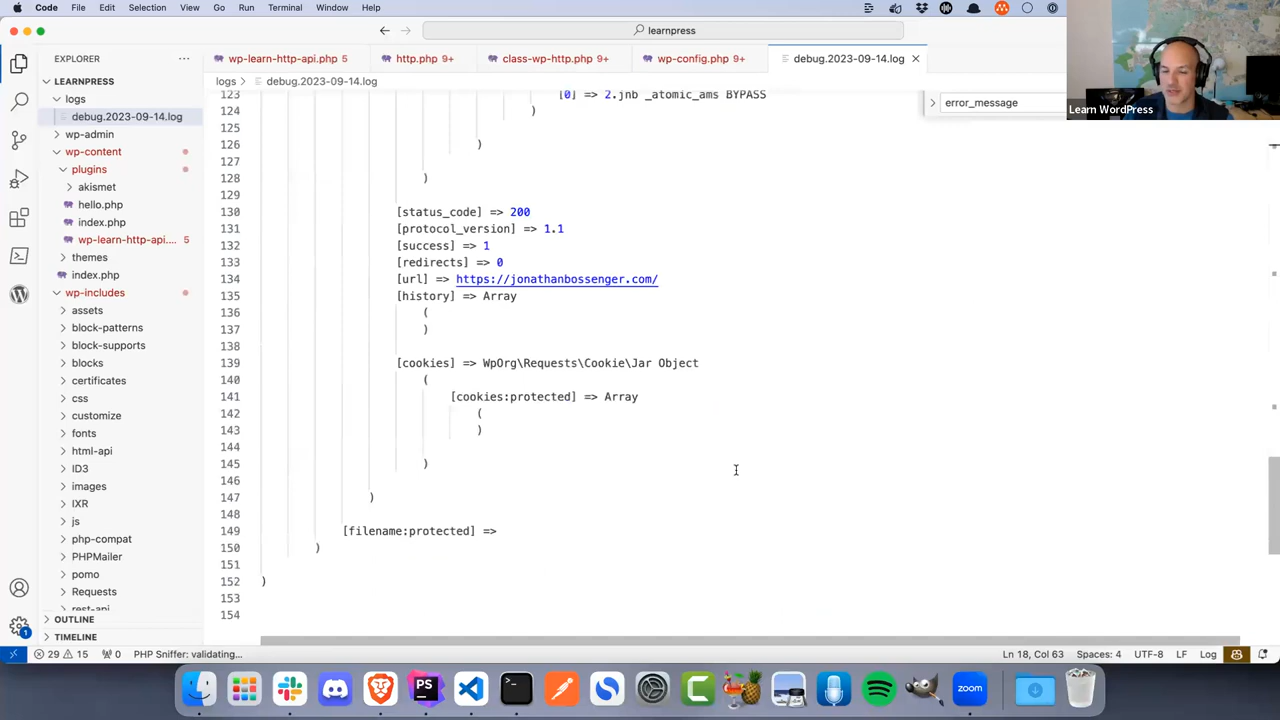 Code File Edit Selection View Go Run Terminal Window Help
learnpress
EXPLORER
wp-learn-http-api.php 5
http.php 9+
class-wp-http.php 9+
wp-config.php 9+
debug.2023-09-14.log
logs > debug.2023-09-14.log
LEARNPRESS
logs
debug.2023-09-14.log
wp-admin
wp-content
plugins
akismet
hello.php
index.php
wp-learn-http-api.... 5
themes
index.php
wp-includes
assets
block-patterns
block-supports
blocks
certificates
css
customize
fonts
html-api
ID3
images
IXR
js
php-compat
PHPMailer
pomo
Requests
rest-api
OUTLINE
TIMELINE
error_message
Learn WordPress
123 [0] => 2.jnb _atomic_ams BYPASS
124 )
125
126 )
127
128 )
129
130 [status_code] => 200
131 [protocol_version] => 1.1
132 [success] => 1
133 [redirects] => 0
134 [url] => https://jonathanbossenger.com/
135 [history] => Array
136 (
137 )
138
139 [cookies] => WpOrg\Requests\Cookie\Jar Object
140 (
141 [cookies:protected] => Array
142 (
143 )
144
145 )
146
147 )
148
149 [filename:protected] =>
150 )
151
152 )
153
154
29 15 0 PHP Sniffer: validating... Ln 18, Col 63 Spaces: 4 UTF-8 LF Log
1
PS
zoom